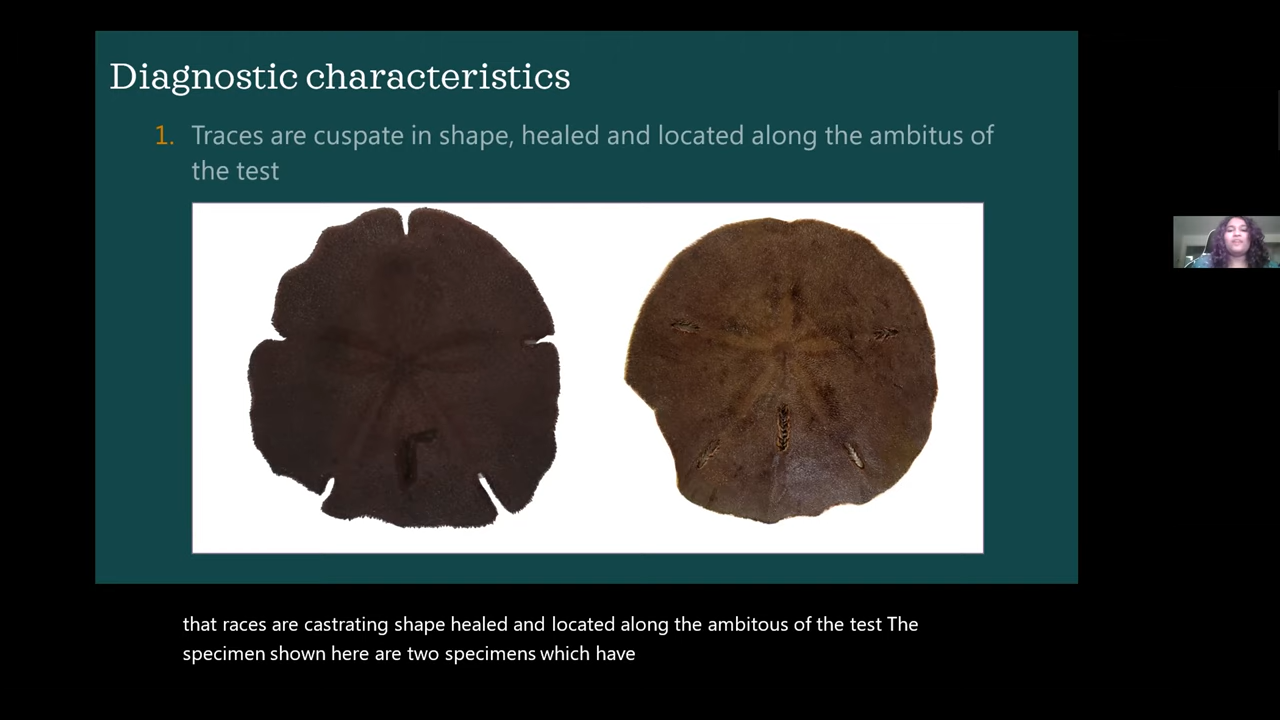 Diagnostic characteristics
1. Traces are cuspate in shape, healed and located along the ambitus of
the test
that races are castrating shape healed and located along the ambitous of the test The
specimen shown here are two specimens which have